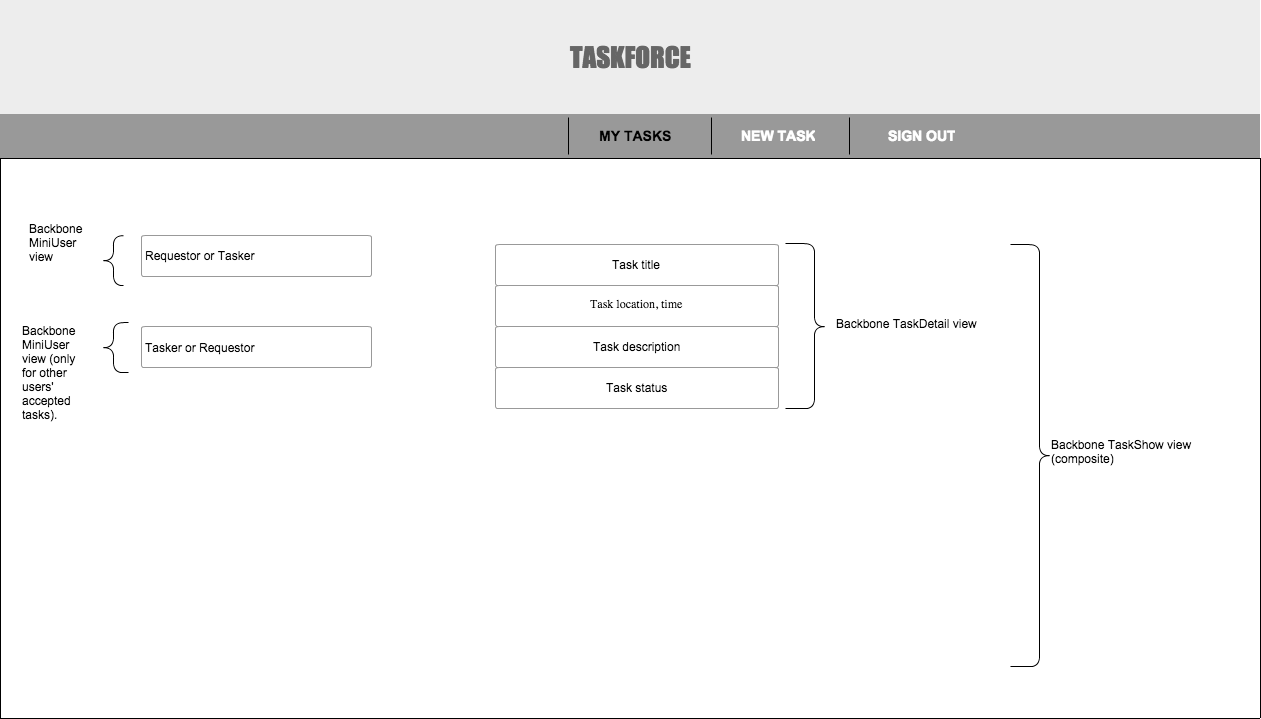 TASKFORCE
MY TASKS
NEW TASK
SIGN OUT
Backbone
MiniUser
view
Requestor or Tasker
Backbone
MiniUser
view (only
for other
users'
accepted
tasks).
Tasker or Requestor
Task title
Task location, time
Task description
Task status
Backbone TaskDetail view
Backbone TaskShow view
(composite)